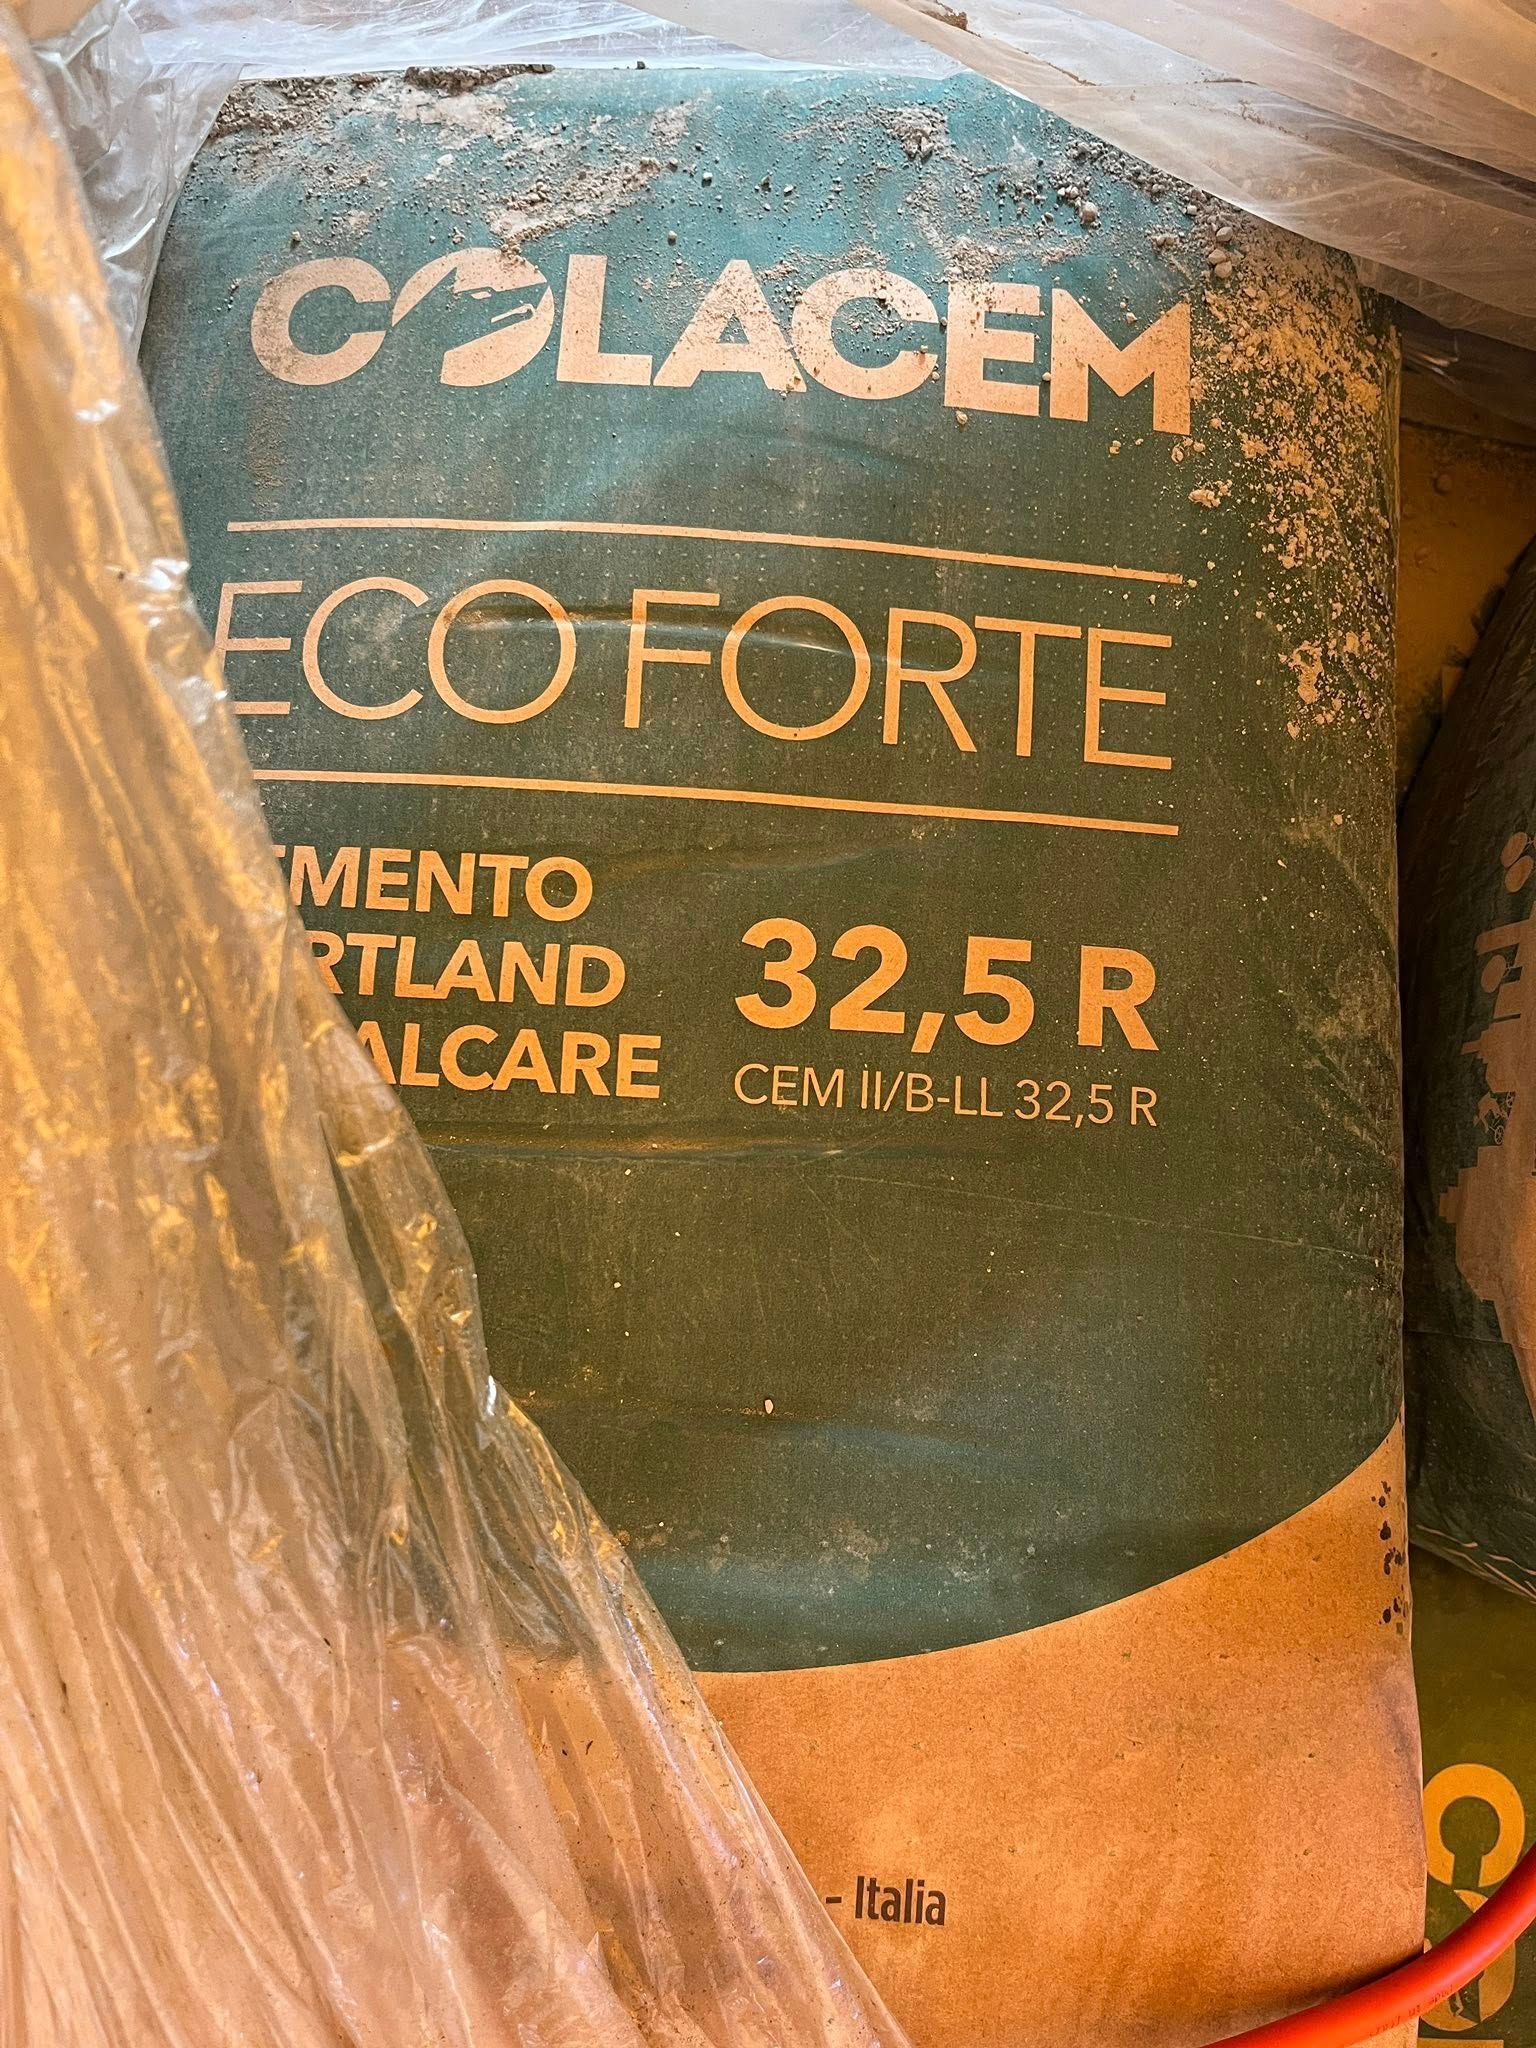 COLACEM
ECO FORTE
EMENTO
RTLAND
ALCARE
32,5 R
CEM II/B-LL 32,5 R
– Italia